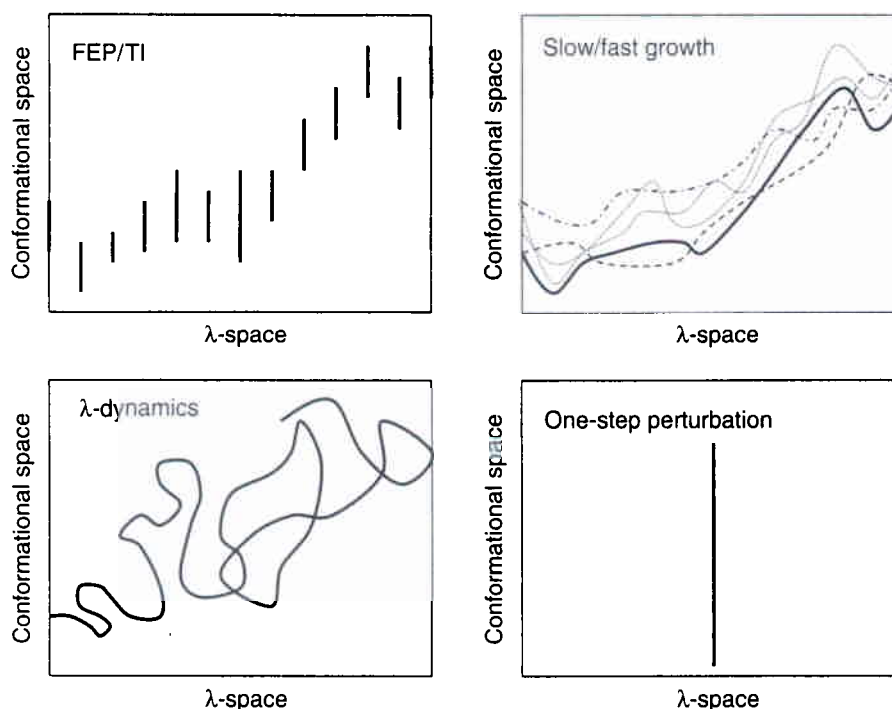 FEP/TI
Conformational space
λ-space
Slow/fast growth
Conformational space
λ-space
λ-dynamics
Conformational space
λ-space
One-step perturbation
Conformational space
λ-space